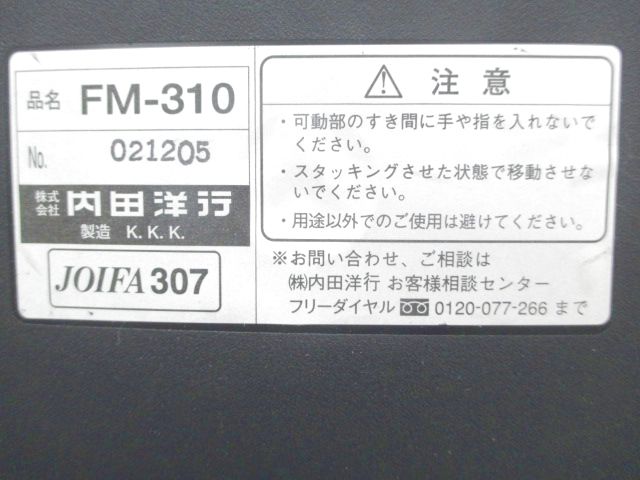 品名 FM-310
No. 021205
株式会社 内田洋行
製造 K.K.K.
JOIFA 307
注意
・可動部のすき間に手や指を入れないで
ください。
・スタッキングさせた状態で移動させな
いでください。
・用途以外でのご使用は避けてください。
※お問い合わせ、ご相談は
㈱内田洋行 お客様相談センター
フリーダイヤル 0120-077-266 まで